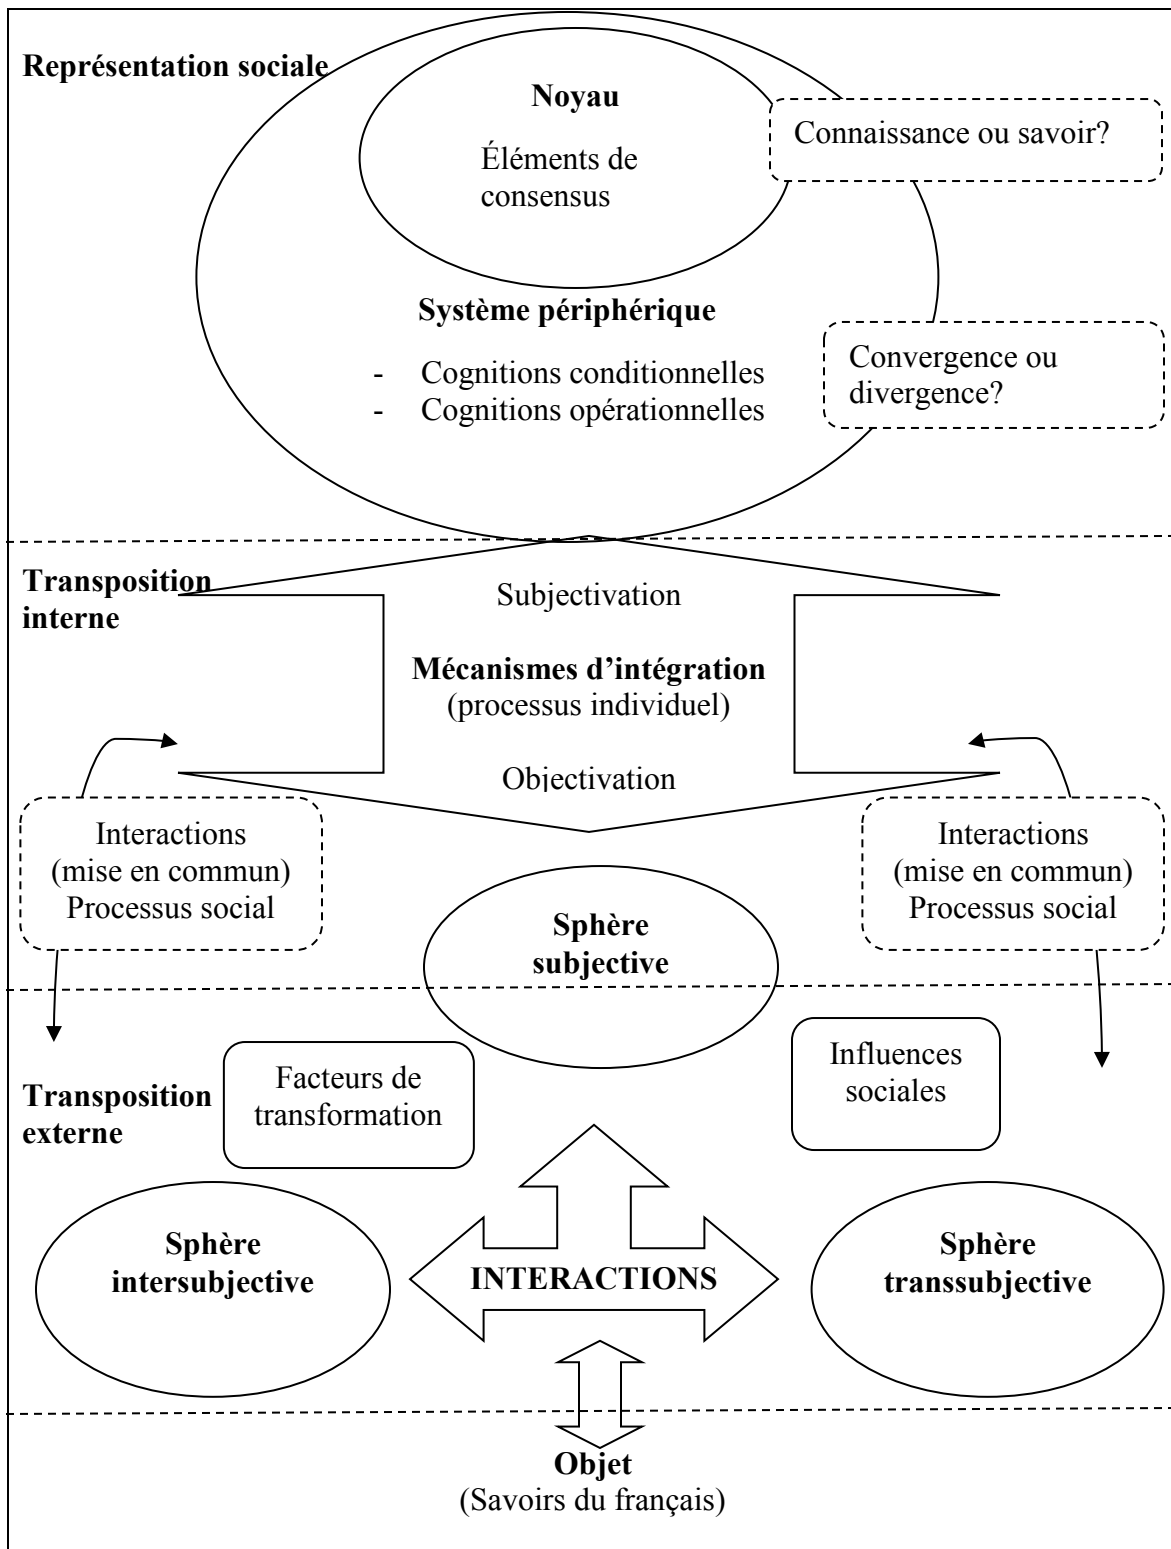 Représentation sociale
Noyau
Éléments de
consensus
Connaissance ou savoir?
Système périphérique
- Cognitions conditionnelles
- Cognitions opérationnelles
Convergence ou
divergence?
Transposition
interne
Subjectivation
Mécanismes d’intégration
(processus individuel)
Objectivation
Interactions
(mise en commun)
Processus social
Interactions
(mise en commun)
Processus social
Sphère
subjective
Transposition
externe
Facteurs de
transformation
Influences
sociales
Sphère
intersubjective
INTERACTIONS
Sphère
transsubjective
Objet
(Savoirs du français)